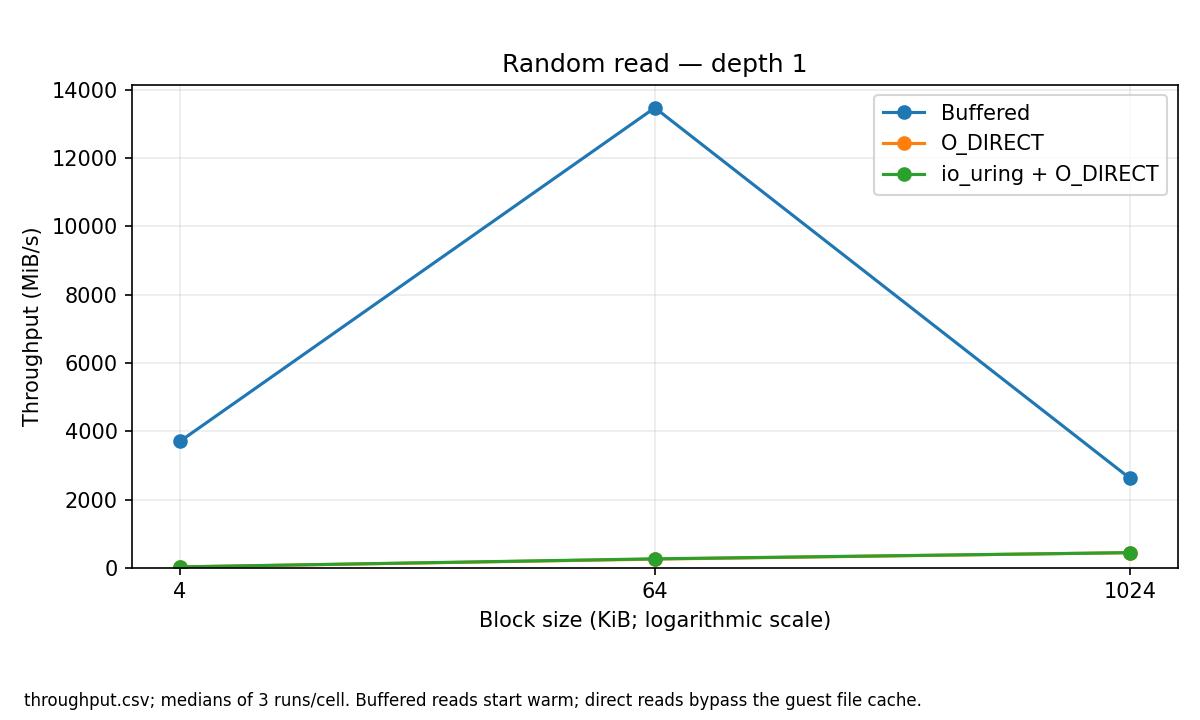 Random read — depth 1
14000
12000
10000
8000
6000
4000
2000
0
Throughput (MiB/s)
Buffered
O_DIRECT
io_uring + O_DIRECT
4 64 1024
Block size (KiB; logarithmic scale)
throughput.csv; medians of 3 runs/cell. Buffered reads start warm; direct reads bypass the guest file cache.